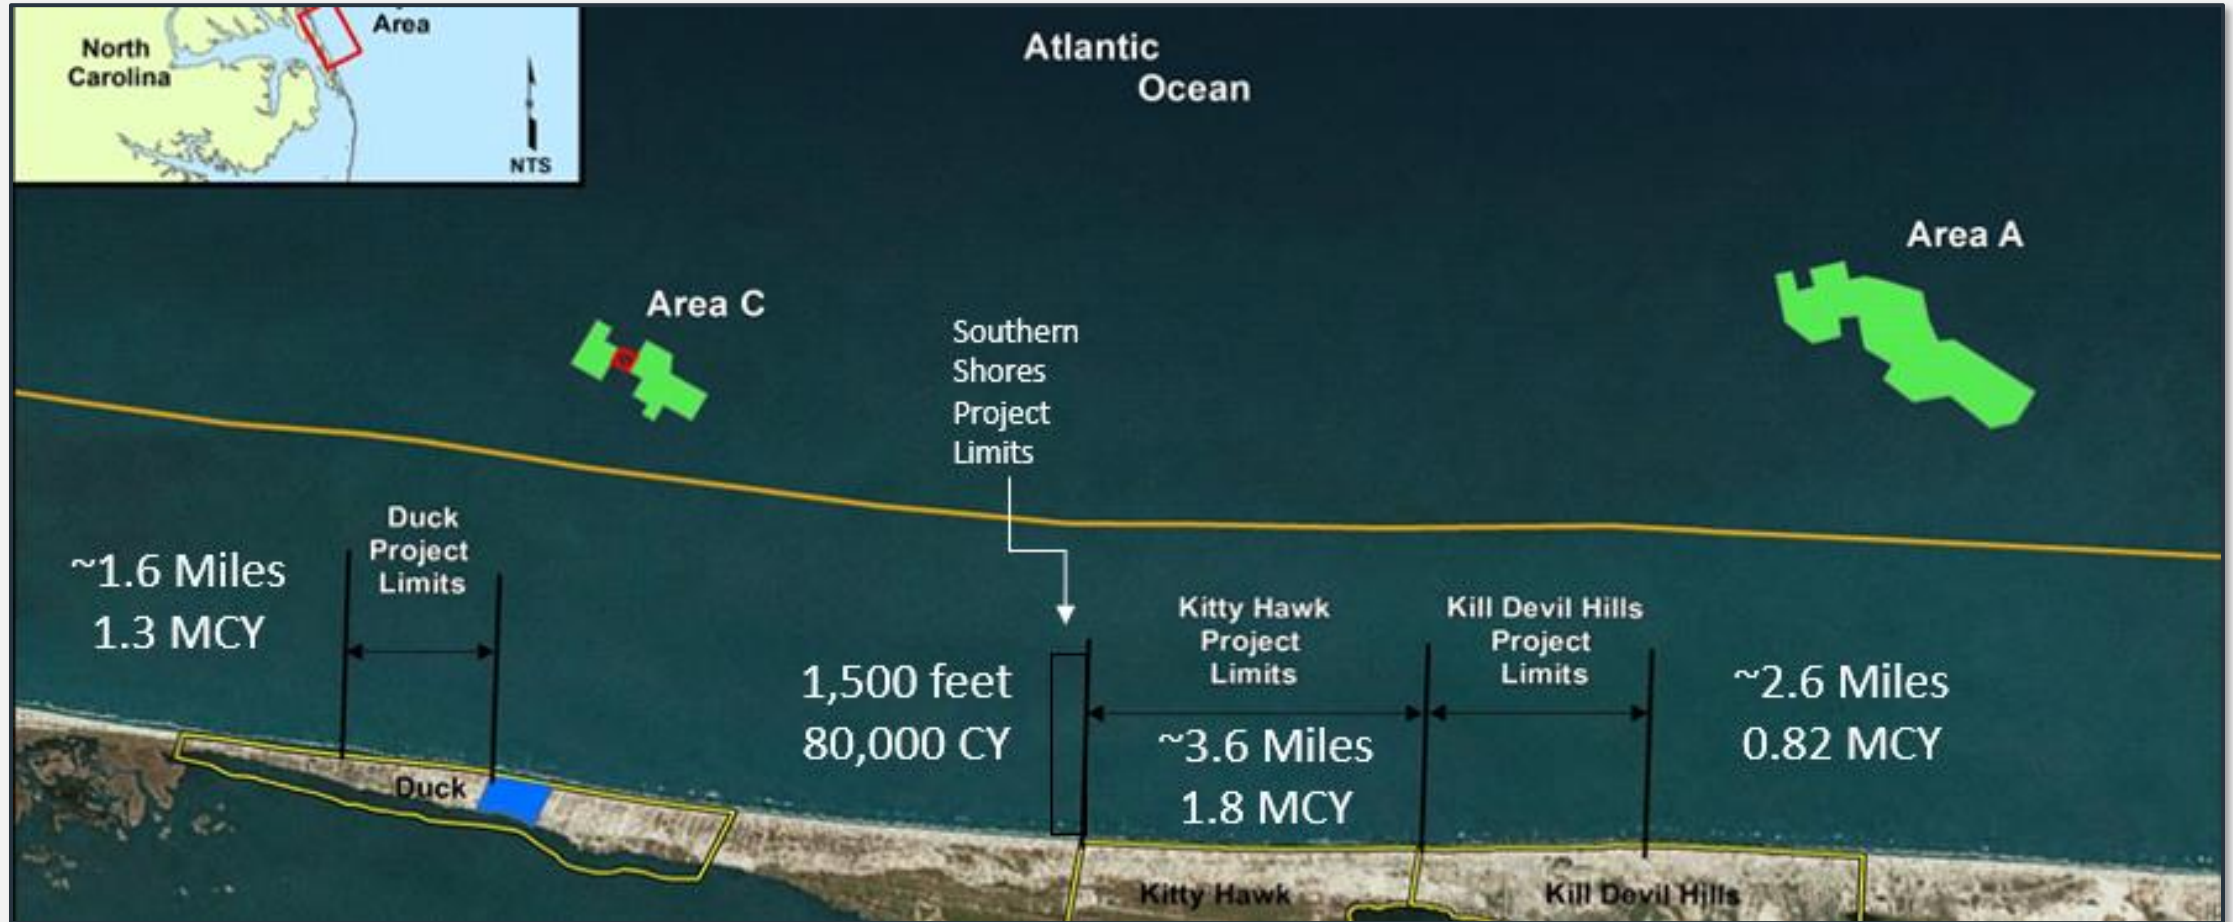 Area
North
Carolina
NTS
Atlantic
Ocean
Area A
Area C
Southern
Shores
Project
Limits
Duck
Project
Limits
~1.6 Miles
1.3 MCY
Kitty Hawk
Project
Limits
Kill Devil Hills
Project
Limits
1,500 feet
80,000 CY
~3.6 Miles
1.8 MCY
~2.6 Miles
0.82 MCY
Duck
Kitty Hawk
Kill Devil Hills